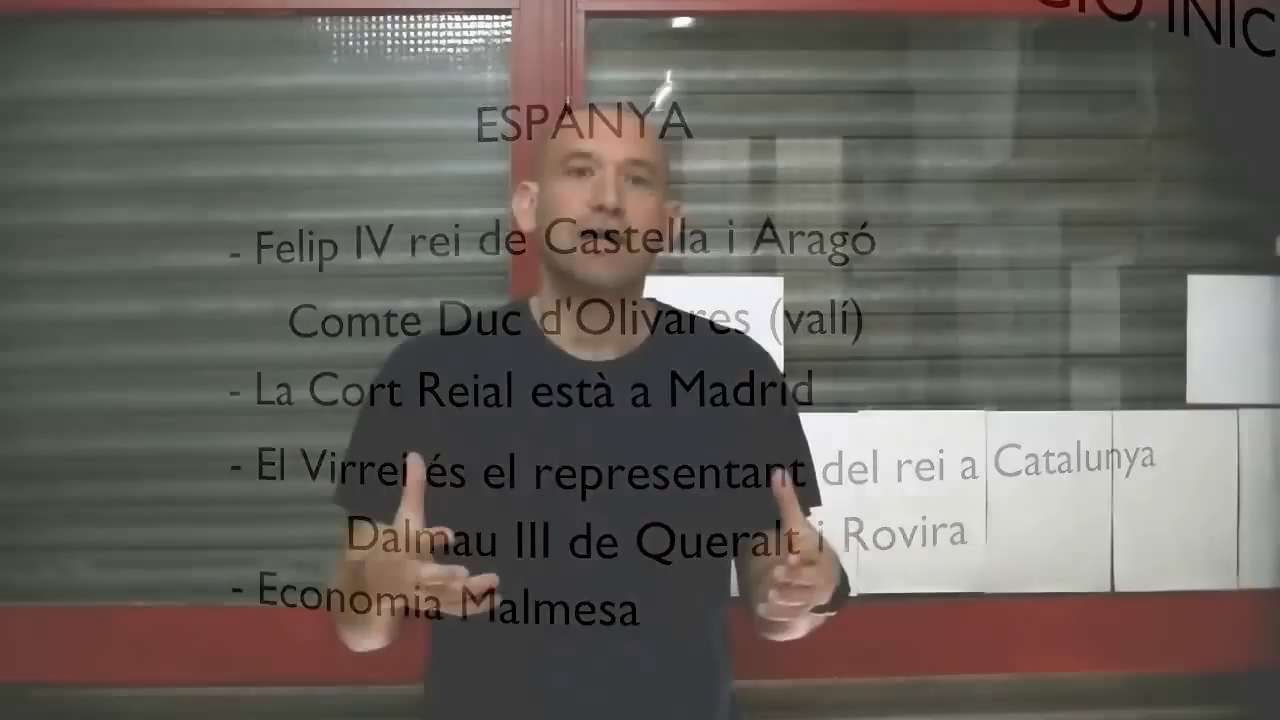 INIC
ESPANYA
- Felip IV rei de Castella i Aragó
Comte Duc d'Olivares (valí)
- La Cort Reial està a Madrid
- El Virrei és el representant del rei a Catalunya
Dalmau III de Queralt i Rovira
- Economia Malmesa